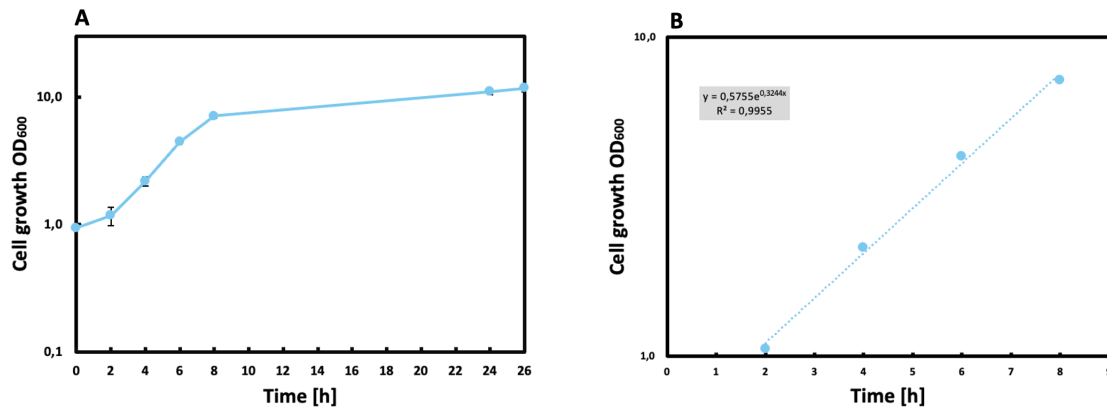 A
Cell growth OD600
10,0
1,0
0,1
0 2 4 6 8 10 12 14 16 18 20 22 24 26
Time [h]
B
Cell growth OD600
10,0
y = 0,5755e0,3244x
R² = 0,9955
1,0
0 1 2 3 4 5 6 7 8 9
Time [h]